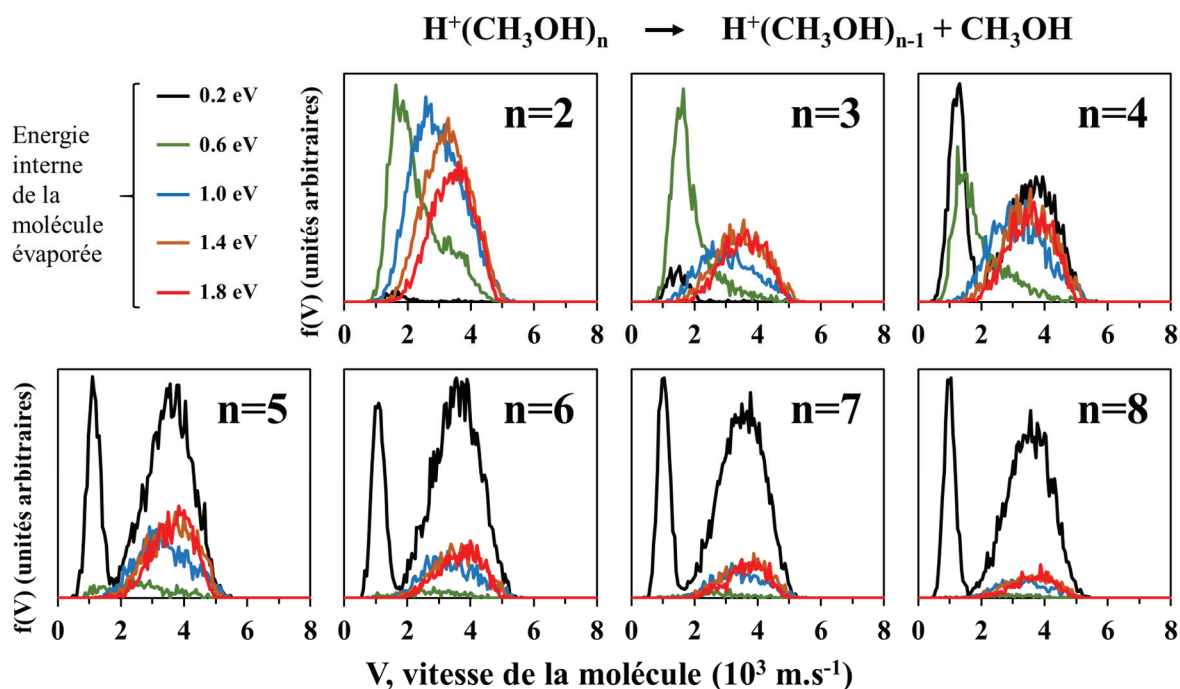 H⁺(CH₃OH)ₙ → H⁺(CH₃OH)ₙ₋₁ + CH₃OH
Energie
interne
de la
molécule
évaporée
0.2 eV
0.6 eV
1.0 eV
1.4 eV
1.8 eV
f(V) (unités arbitraires)
n=2
n=3
n=4
0 2 4 6 8
0 2 4 6 8
0 2 4 6 8
f(V) (unités arbitraires)
n=5
n=6
n=7
n=8
0 2 4 6 8
0 2 4 6 8
0 2 4 6 8
0 2 4 6 8
V, vitesse de la molécule (10³ m.s⁻¹)